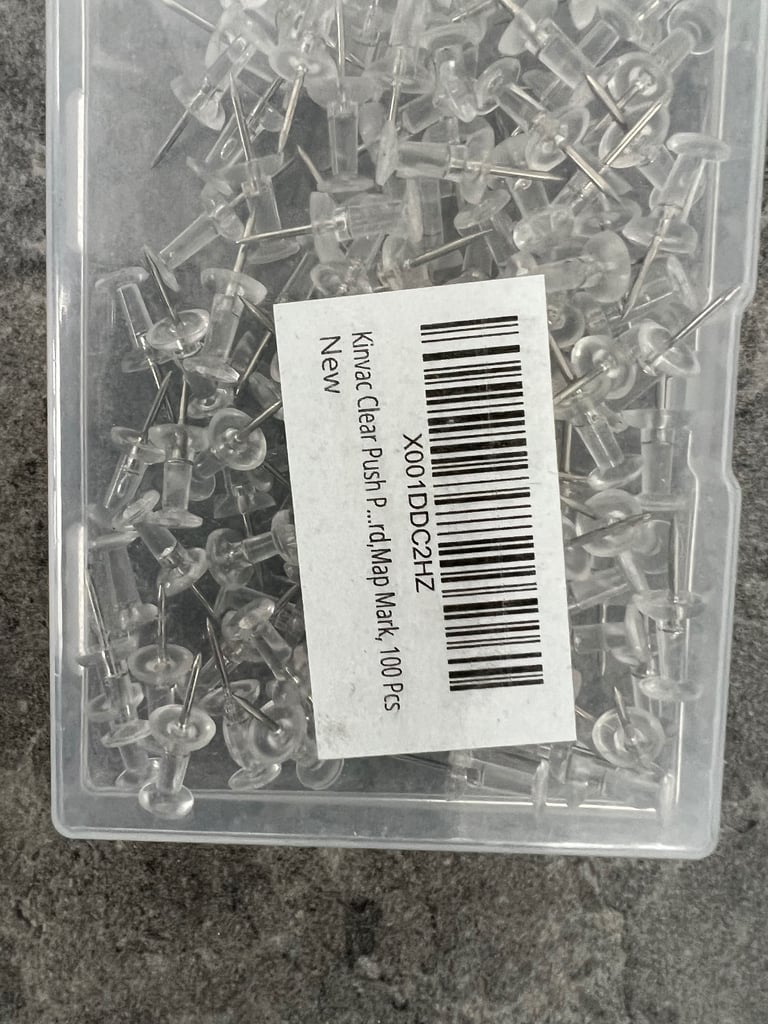 X001DDC2HZ
Kinvac Clear Push P...rd,Map Mark, 100 Pcs
New